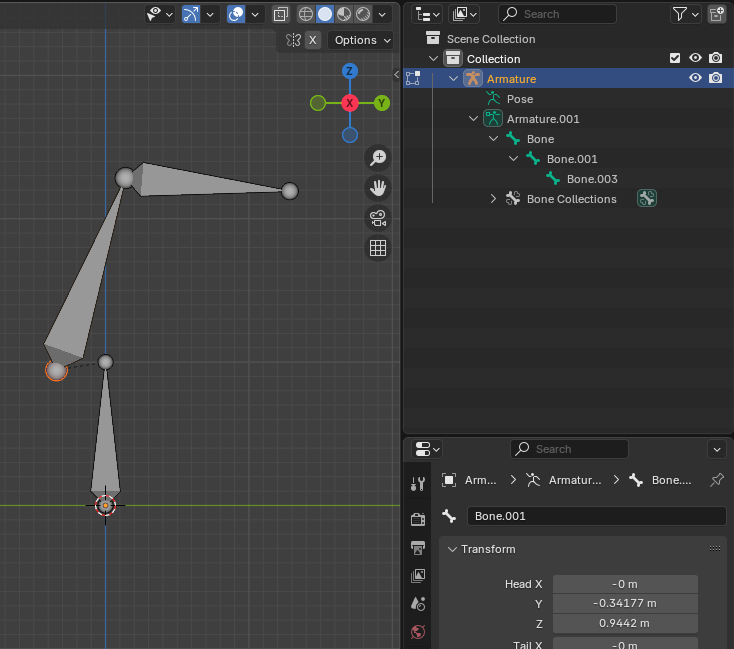 Search
X
Options
Z
X
Y
Scene Collection
Collection
Armature
Pose
Armature.001
Bone
Bone.001
Bone.003
Bone Collections
Search
Arm...
Armatur...
Bone....
Bone.001
Transform
Head X
-0 m
Y
-0.34177 m
Z
0.9442 m
Tail X
-0 m